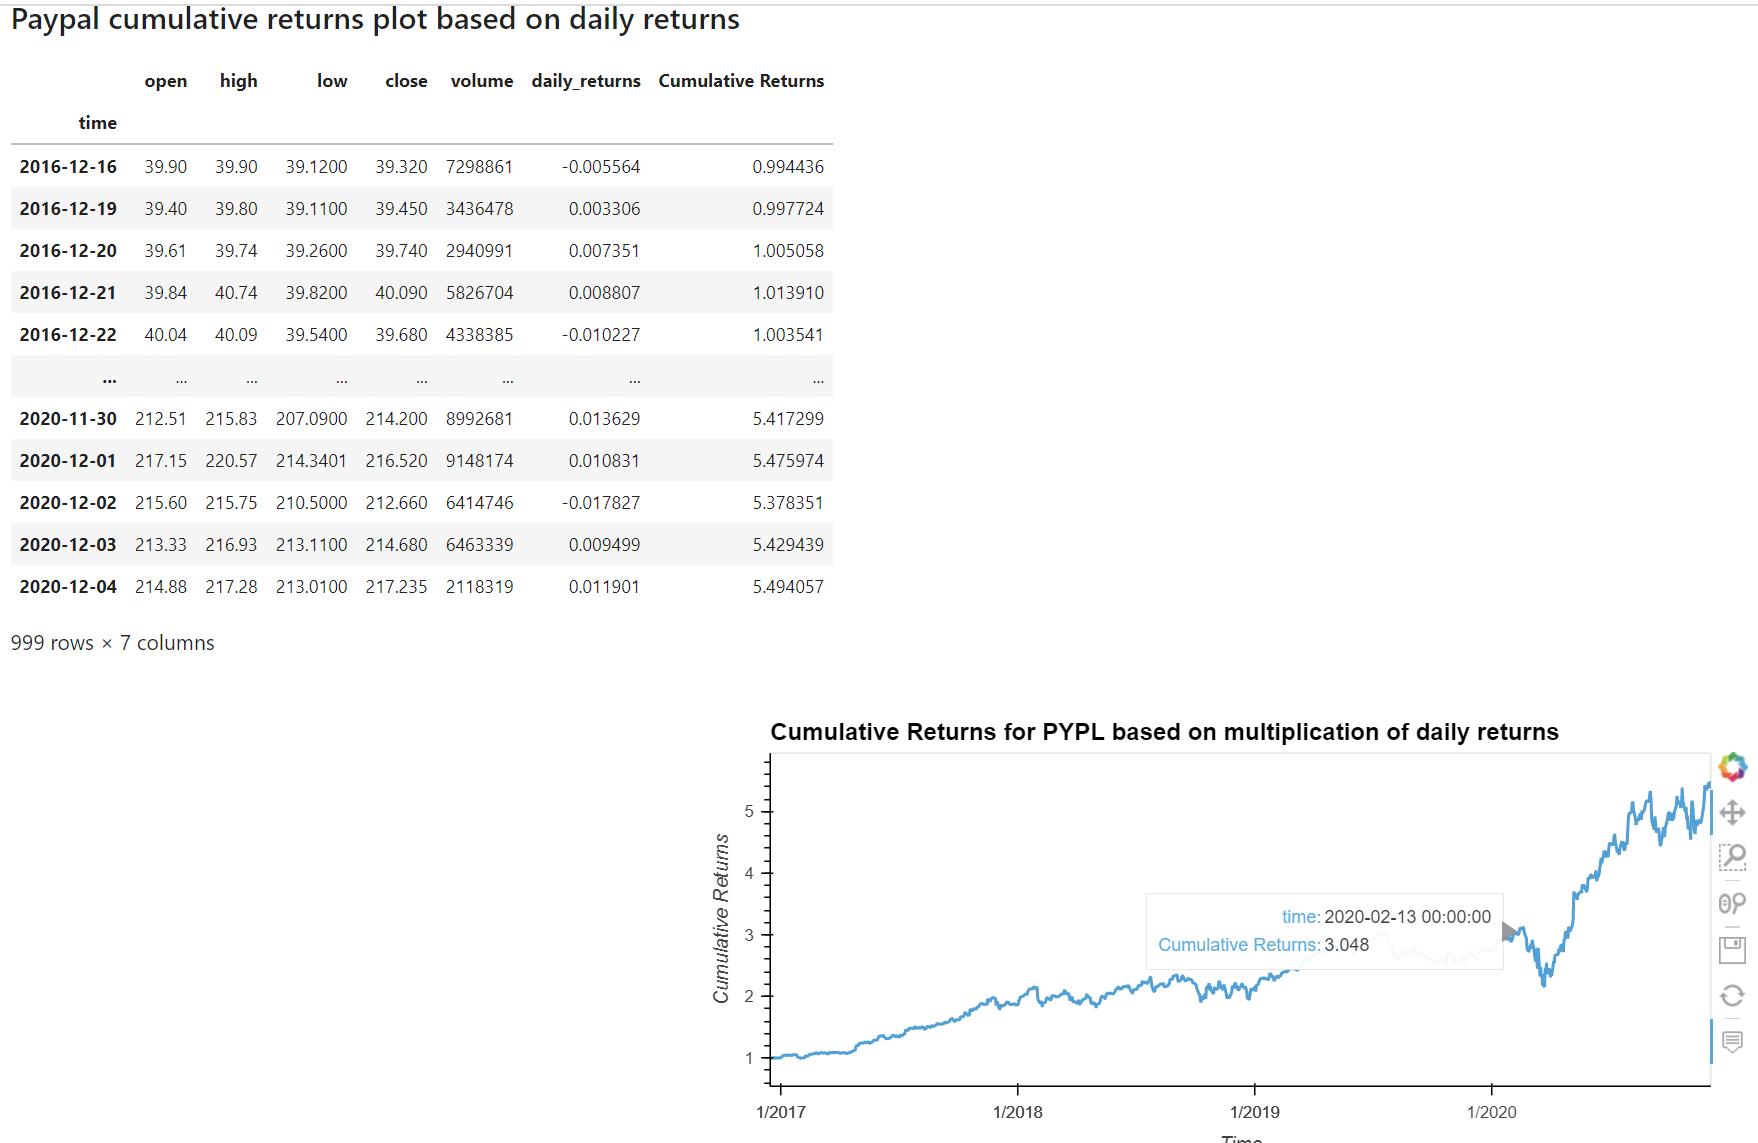 Paypal cumulative returns plot based on daily returns
open high low close volume daily_returns Cumulative Returns
time
2016-12-16 39.90 39.90 39.1200 39.320 7298861 -0.005564 0.994436
2016-12-19 39.40 39.80 39.1100 39.450 3436478 0.003306 0.997724
2016-12-20 39.61 39.74 39.2600 39.740 2940991 0.007351 1.005058
2016-12-21 39.84 40.74 39.8200 40.090 5826704 0.008807 1.013910
2016-12-22 40.04 40.09 39.5400 39.680 4338385 -0.010227 1.003541
... ... ... ... ... ... ... ...
2020-11-30 212.51 215.83 207.0900 214.200 8992681 0.013629 5.417299
2020-12-01 217.15 220.57 214.3401 216.520 9148174 0.010831 5.475974
2020-12-02 215.60 215.75 210.5000 212.660 6414746 -0.017827 5.378351
2020-12-03 213.33 216.93 213.1100 214.680 6463339 0.009499 5.429439
2020-12-04 214.88 217.28 213.0100 217.235 2118319 0.011901 5.494057
999 rows × 7 columns
Cumulative Returns for PYPL based on multiplication of daily returns
Cumulative Returns
5
4
3
2
1
time: 2020-02-13 00:00:00
Cumulative Returns: 3.048
1/2017 1/2018 1/2019 1/2020
Time